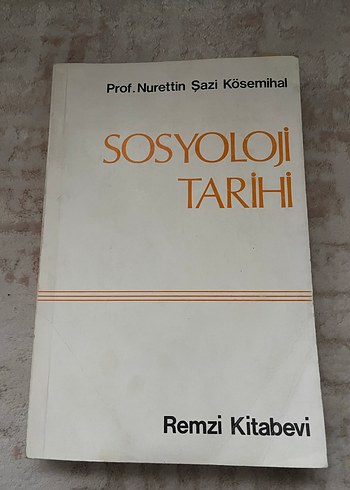 Prof. Nurettin Şazi Kösemihal
SOSYOLOJİ
TARİHİ
Remzi Kitabevi